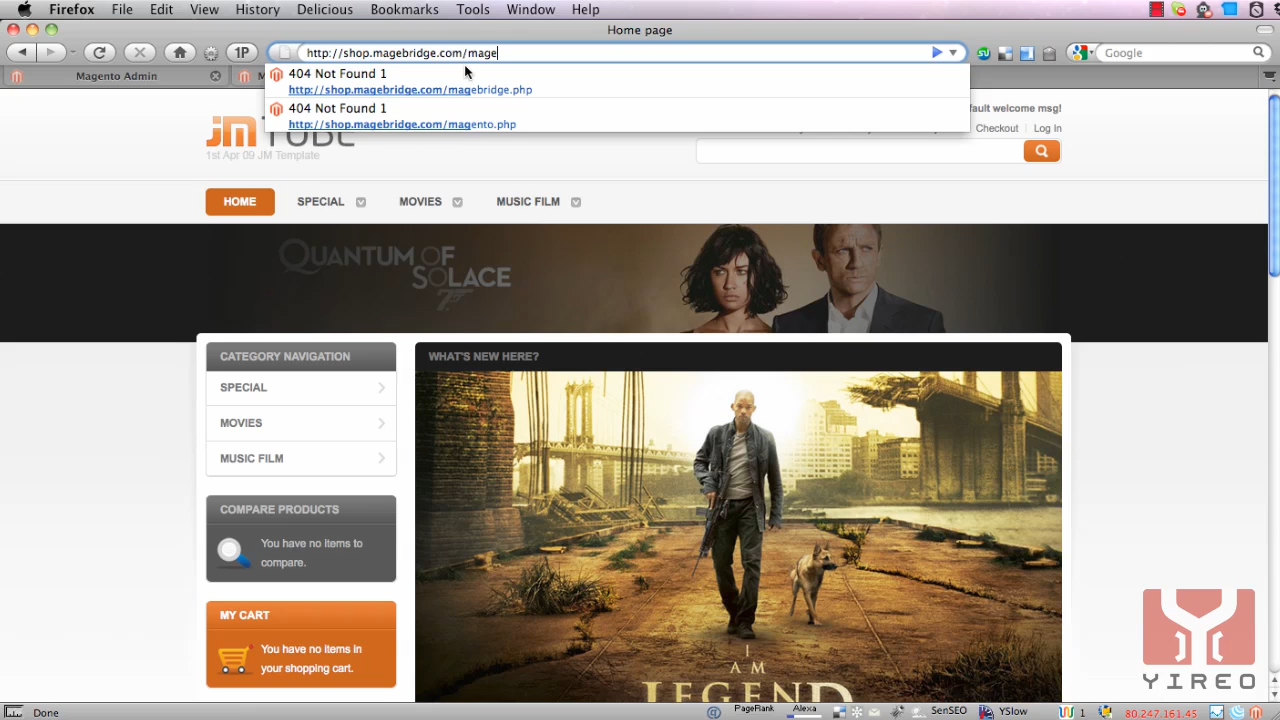 Firefox File Edit View History Delicious Bookmarks Tools Window Help
Home page
1P http://shop.magebridge.com/mage Google
Magento Admin
404 Not Found 1
http://shop.magebridge.com/magebridge.php
404 Not Found 1
http://shop.magebridge.com/magento.php
fault welcome msg!
Checkout Log In
JM TUBE
1st Apr 09 JM Template
HOME SPECIAL MOVIES MUSIC FILM
QUANTUM OF
SOLACE
007
CATEGORY NAVIGATION
SPECIAL
MOVIES
MUSIC FILM
COMPARE PRODUCTS
You have no items to
compare.
MY CART
You have no items in
your shopping cart.
WHAT'S NEW HERE?
I
AM
LEGEND
YIREO
Done PageRank Alexa SenSEO YSlow 1 80.247.161.45